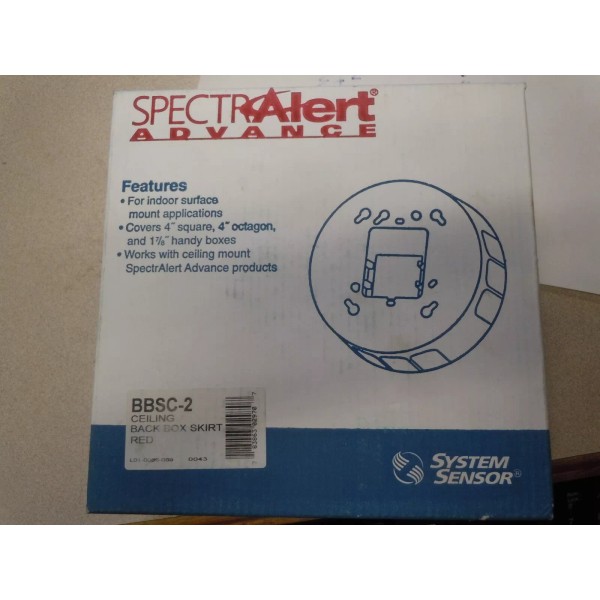 SPECTRAlert®
ADVANCE
Features
• For indoor surface
mount applications
• Covers 4" square, 4" octagon,
and 1⅞" handy boxes
• Works with ceiling mount
SpectrAlert Advance products
BBSC-2
CEILING
BACK BOX SKIRT
RED
0043
SYSTEM
SENSOR®